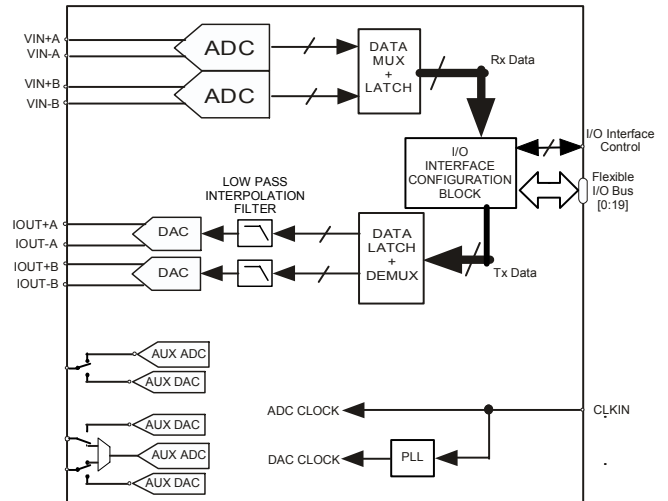 VIN+A
VIN-A
ADC
DATA
MUX
+
LATCH
Rx Data
VIN+B
VIN-B
ADC
I/O
INTERFACE
CONFIGURATION
BLOCK
I/O Interface
Control
Flexible
I/O Bus
[0:19]
LOW PASS
INTERPOLATION
FILTER
IOUT+A
IOUT-A
DAC
IOUT+B
IOUT-B
DAC
DATA
LATCH
+
DEMUX
Tx Data
AUX ADC
AUX DAC
AUX DAC
AUX ADC
AUX DAC
ADC CLOCK
CLKIN
DAC CLOCK
PLL